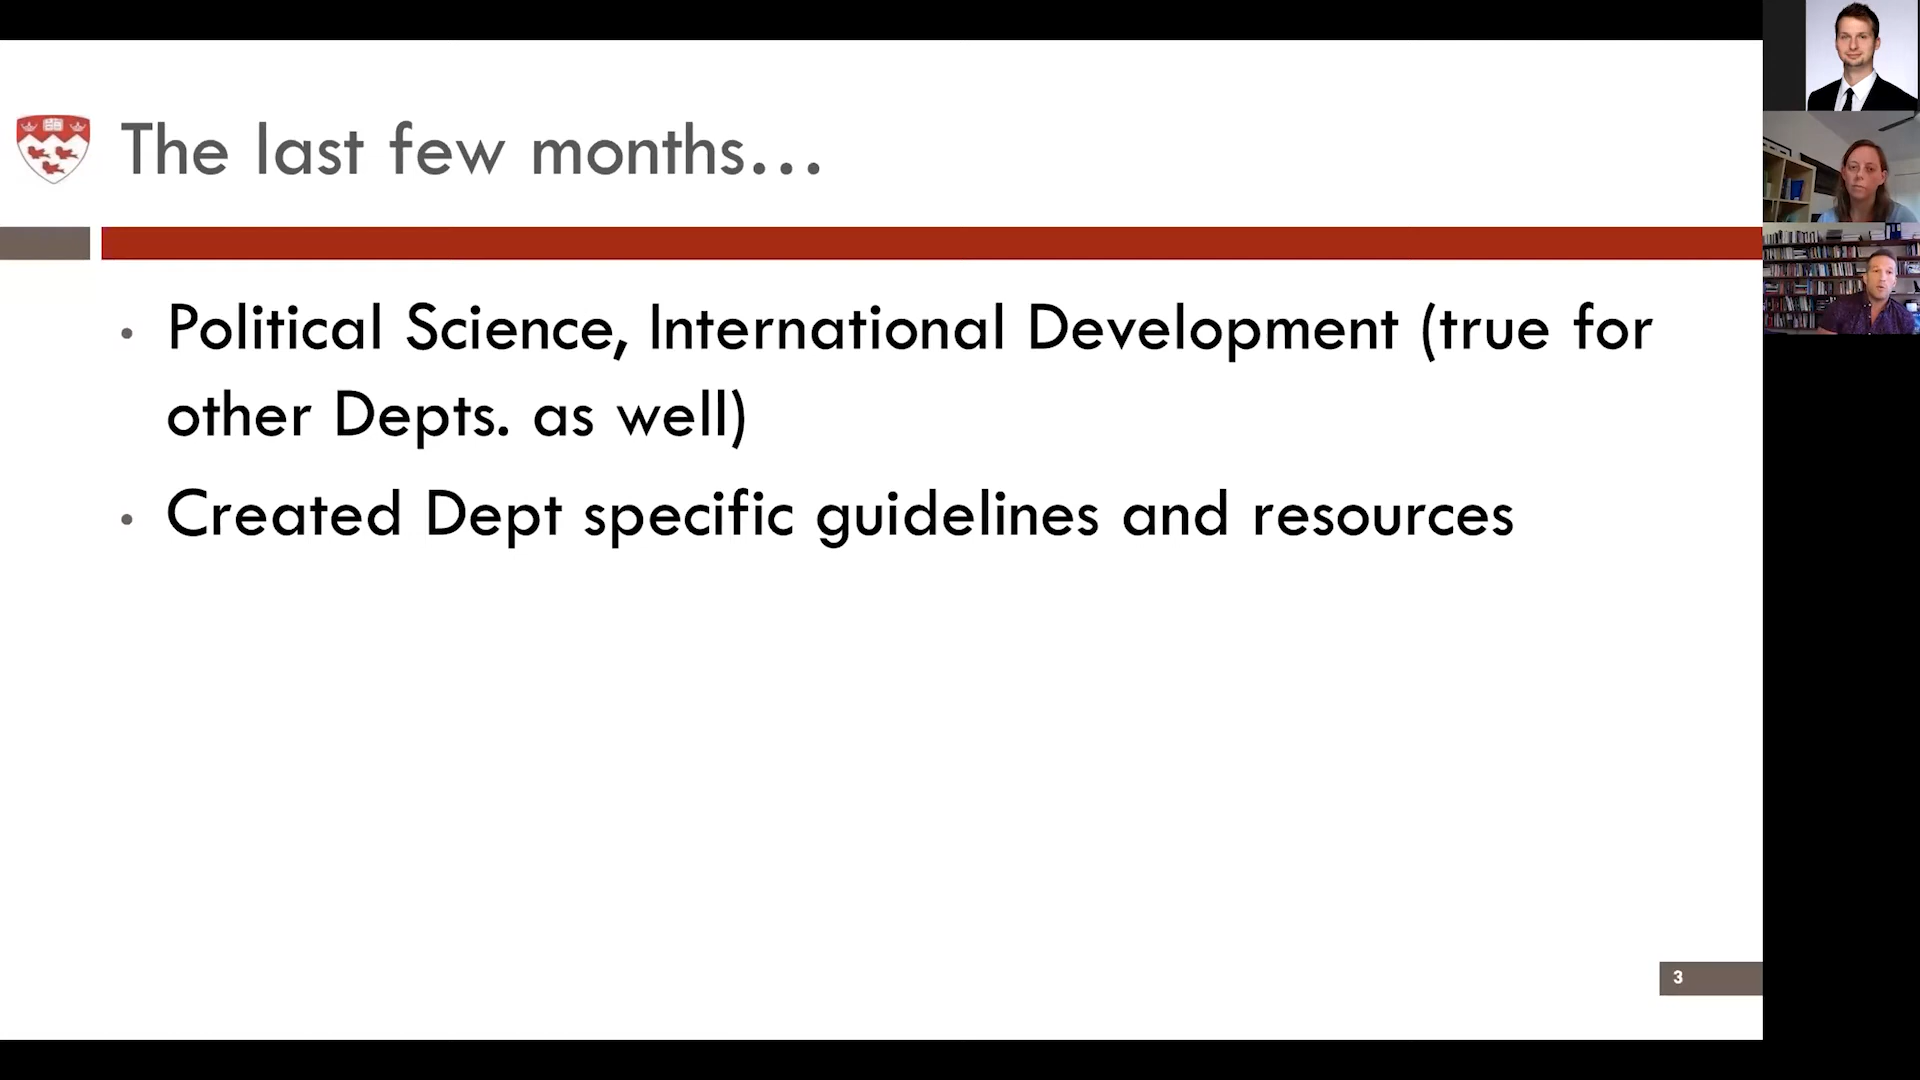 The last few months…
Political Science, International Development (true for
other Depts. as well)
Created Dept specific guidelines and resources
3